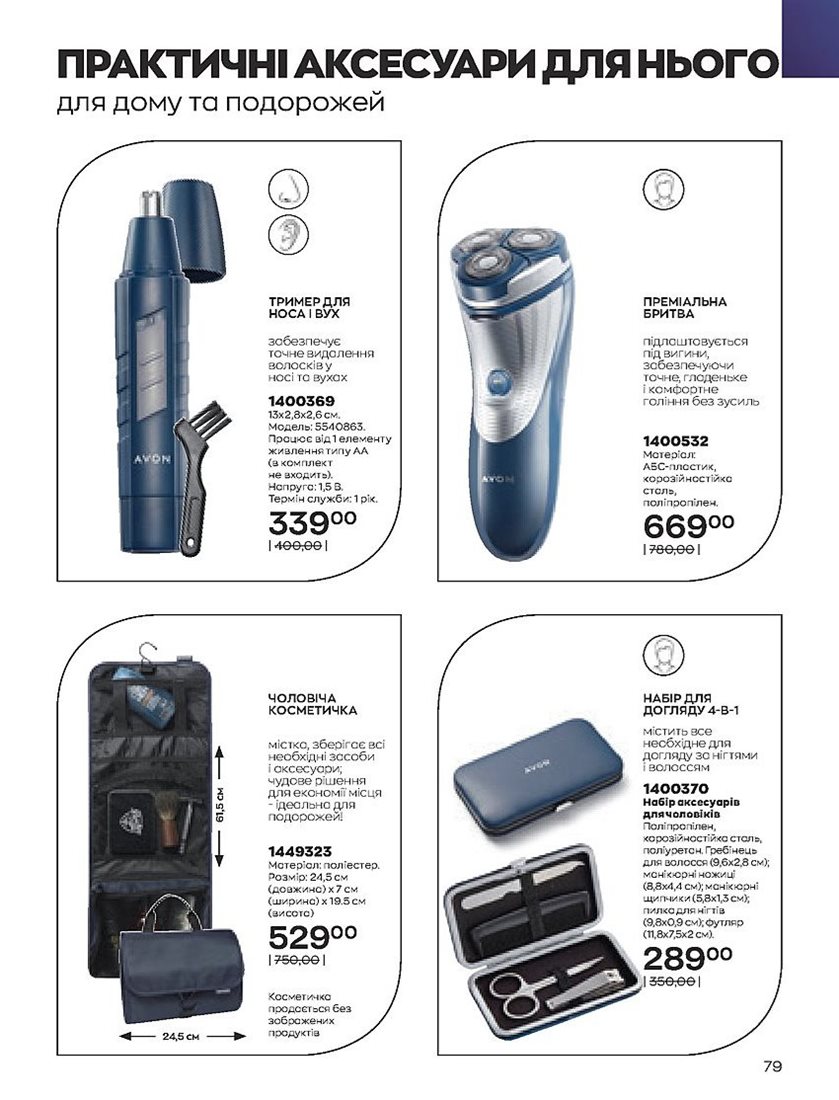 ПРАКТИЧНІ АКСЕСУАРИ ДЛЯ НЬОГО
для дому та подорожей
ТРИМЕР ДЛЯ
НОСА І ВУХ
забезпечує
точне видалення
волосків у
носі та вухах
1400369
13х2,8х2,6 см.
Модель: 5540863.
Працює від 1 елементу
живлення типу АА
(в комплект
не входить).
Напруга: 1,5 В.
Термін служби: 1 рік.
33900
| 400,00 |
AVON
ПРЕМІАЛЬНА
БРИТВА
підлаштовується
під вигини,
забезпечуючи
точне, гладеньке
і комфортне
гоління без зусиль
1400532
Матеріал:
АБС-пластик,
корозійностійка
сталь,
поліпропілен.
66900
| 780,00 |
AVON
ЧОЛОВІЧА
КОСМЕТИЧКА
містка, зберігає всі
необхідні засоби
і аксесуари;
чудове рішення
для економії місця
- ідеальна для
подорожей!
1449323
Матеріал: поліестер.
Розмір: 24,5 см
(довжина) х 7 см
(ширина) х 19.5 см
(висота)
52900
| 750,00 |
Косметичка
продається без
зображених
продуктів
61,5 см
24,5 см
НАБІР ДЛЯ
ДОГЛЯДУ 4-В-1
містить все
необхідне для
догляду за нігтями
і волоссям
1400370
Набір аксесуарів
для чоловіків
Поліпропілен,
корозійностійка сталь,
поліуретан. Гребінець
для волосся (9,6х2,8 см);
манікюрні ножиці
(8,8х4,4 см); манікюрні
щипчики (5,8х1,3 см);
пилка для нігтів
(9,8х0,9 см); футляр
(11,8х7,5х2 см).
28900
| 350,00 |
AVON
79